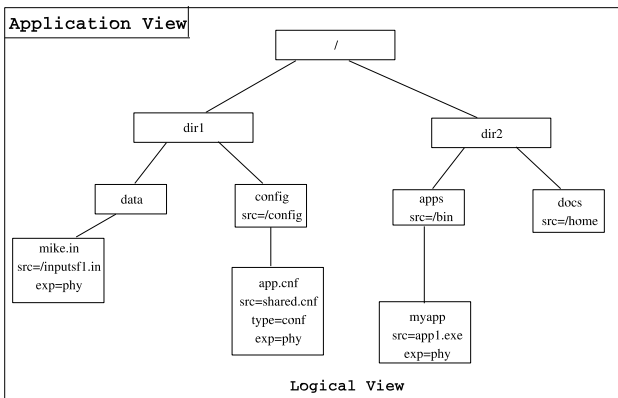 Application View
/
dir1
dir2
data
config
src=/config
apps
src=/bin
docs
src=/home
mike.in
src=/inputsf1.in
exp=phy
app.cnf
src=shared.cnf
type=conf
exp=phy
myapp
src=app1.exe
exp=phy
Logical View